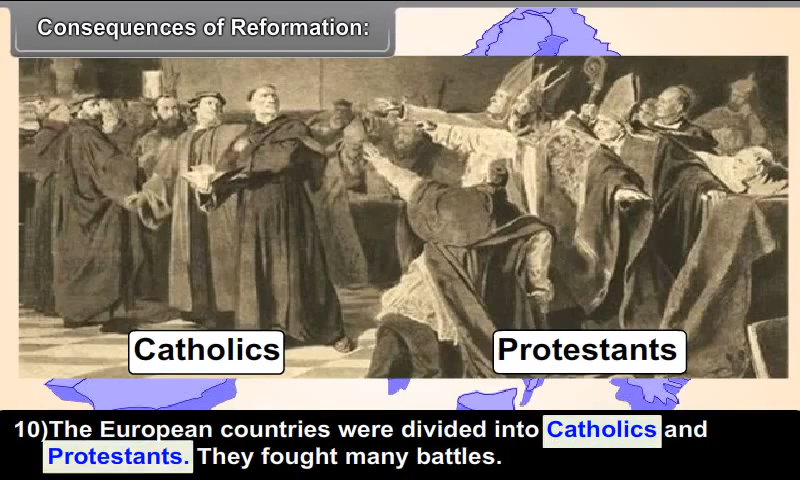 Consequences of Reformation:
Catholics
Protestants
10)The European countries were divided into Catholics and
Protestants. They fought many battles.